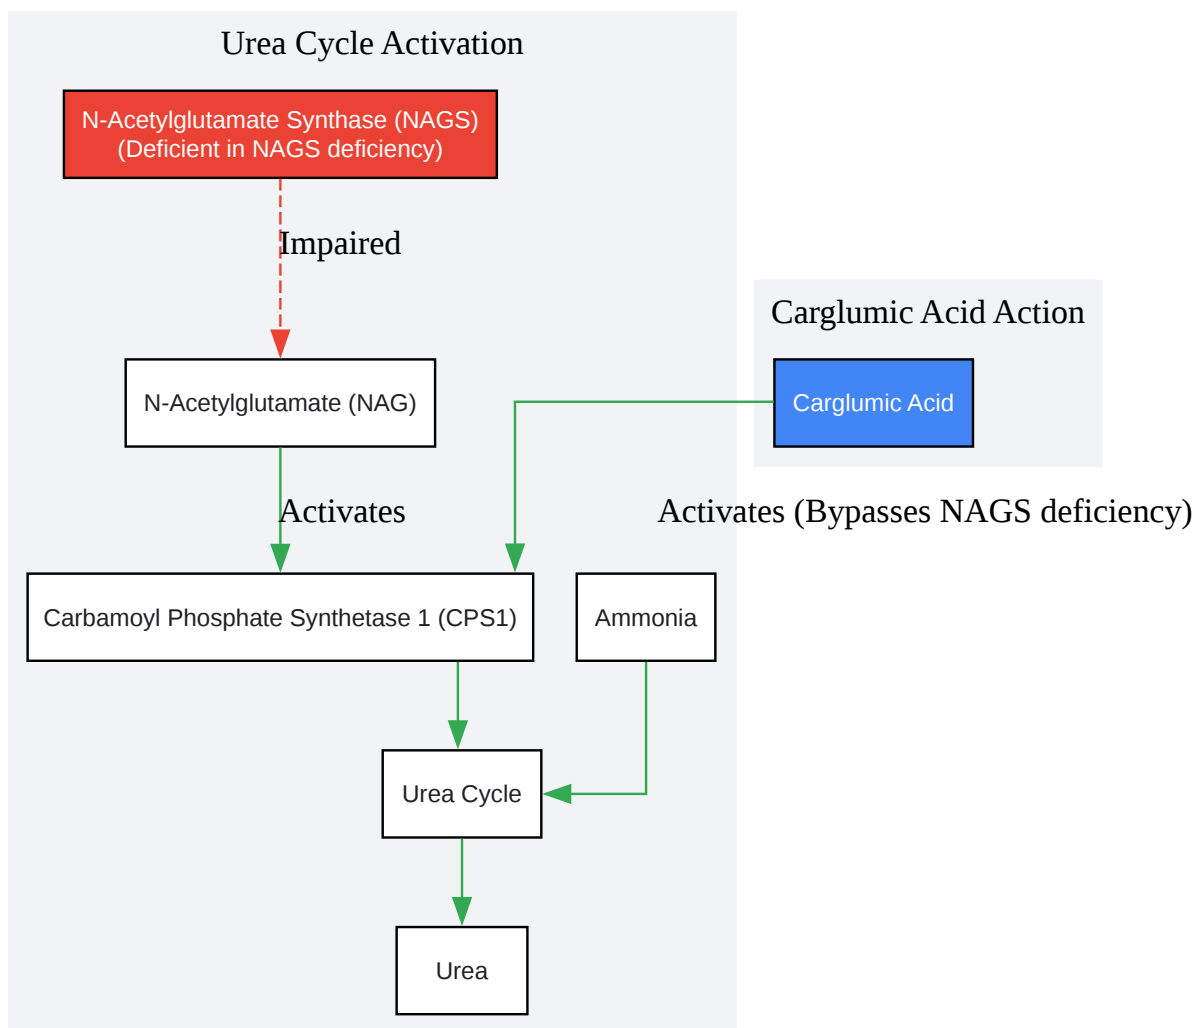 Urea Cycle Activation
N-Acetylglutamate Synthase (NAGS)
(Deficient in NAGS deficiency)
Impaired
Carglumic Acid Action
N-Acetylglutamate (NAG)
Carglumic Acid
Activates
Activates (Bypasses NAGS deficiency)
Carbamoyl Phosphate Synthetase 1 (CPS1)
Ammonia
Urea Cycle
Urea